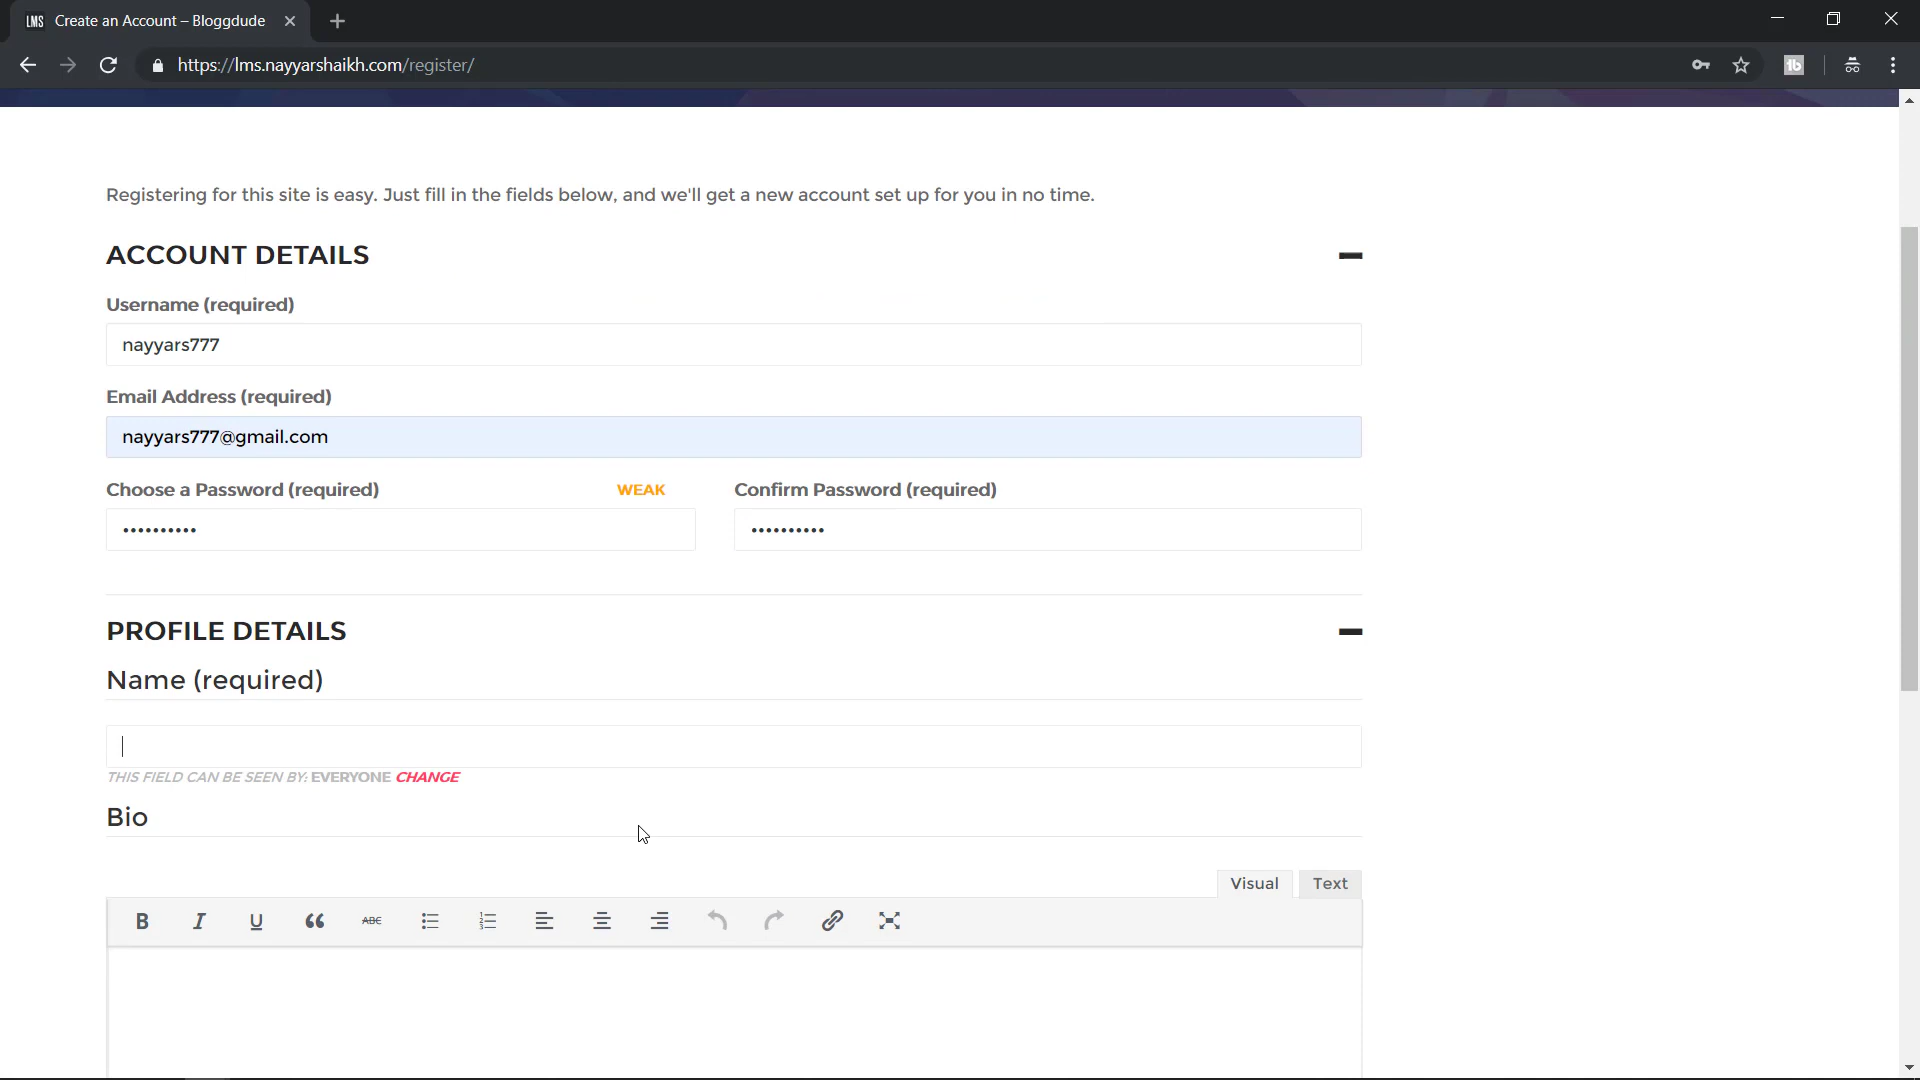 LMS Create an Account – Bloggdude
https://lms.nayyarshaikh.com/register/
tb
Registering for this site is easy. Just fill in the fields below, and we'll get a new account set up for you in no time.
ACCOUNT DETAILS
Username (required)
nayyars777
Email Address (required)
nayyars777@gmail.com
Choose a Password (required) WEAK Confirm Password (required)
•••••••••• ••••••••••
PROFILE DETAILS
Name (required)
THIS FIELD CAN BE SEEN BY: EVERYONE CHANGE
Bio
Visual Text
B I U ABC